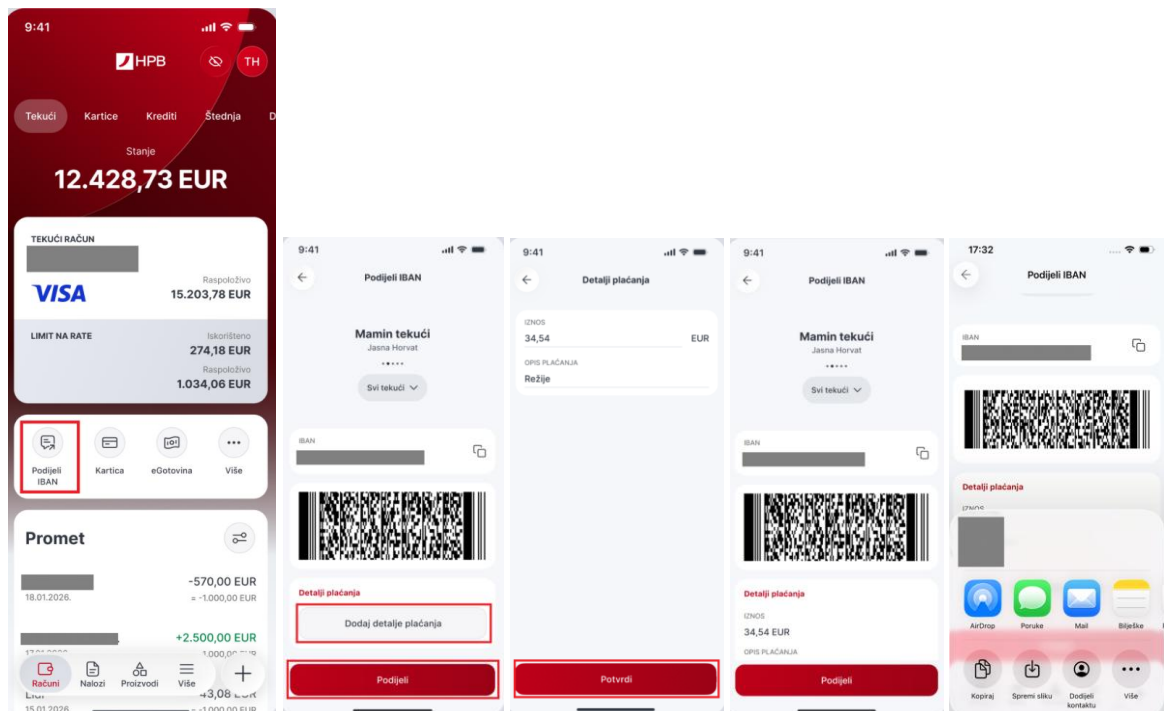 9:41
HPB
TH
Tekući Kartice Krediti Štednja D
Stanje
12.428,73 EUR
TEKUĆI RAČUN
Raspoloživo
VISA
15.203,78 EUR
LIMIT NA RATE
Iskorišteno
274,18 EUR
Raspoloživo
1.034,06 EUR
Podijeli IBAN
Kartica
eGotovina
Više
Promet
-570,00 EUR
18.01.2026.
= -1.000,00 EUR
+2.500,00 EUR
Računi
Nalozi
Proizvodi
Više
15.01.2026
9:41
Podijeli IBAN
Mamin tekući
Jasna Horvat
Svi tekući
IBAN
Detalji plaćanja
Dodaj detalje plaćanja
Podijeli
9:41
Detalji plaćanja
IZNOS
34,54 EUR
OPIS PLAĆANJA
Režije
Potvrdi
9:41
Podijeli IBAN
Mamin tekući
Jasna Horvat
Svi tekući
IBAN
Detalji plaćanja
IZNOS
34,54 EUR
OPIS PLAĆANJA
Podijeli
17:32
Podijeli IBAN
IBAN
Detalji plaćanja
IZNOS
AirDrop
Poruke
Mail
Bilješke
Kopiraj
Spremi sliku
Dodijeli kontaktu
Više